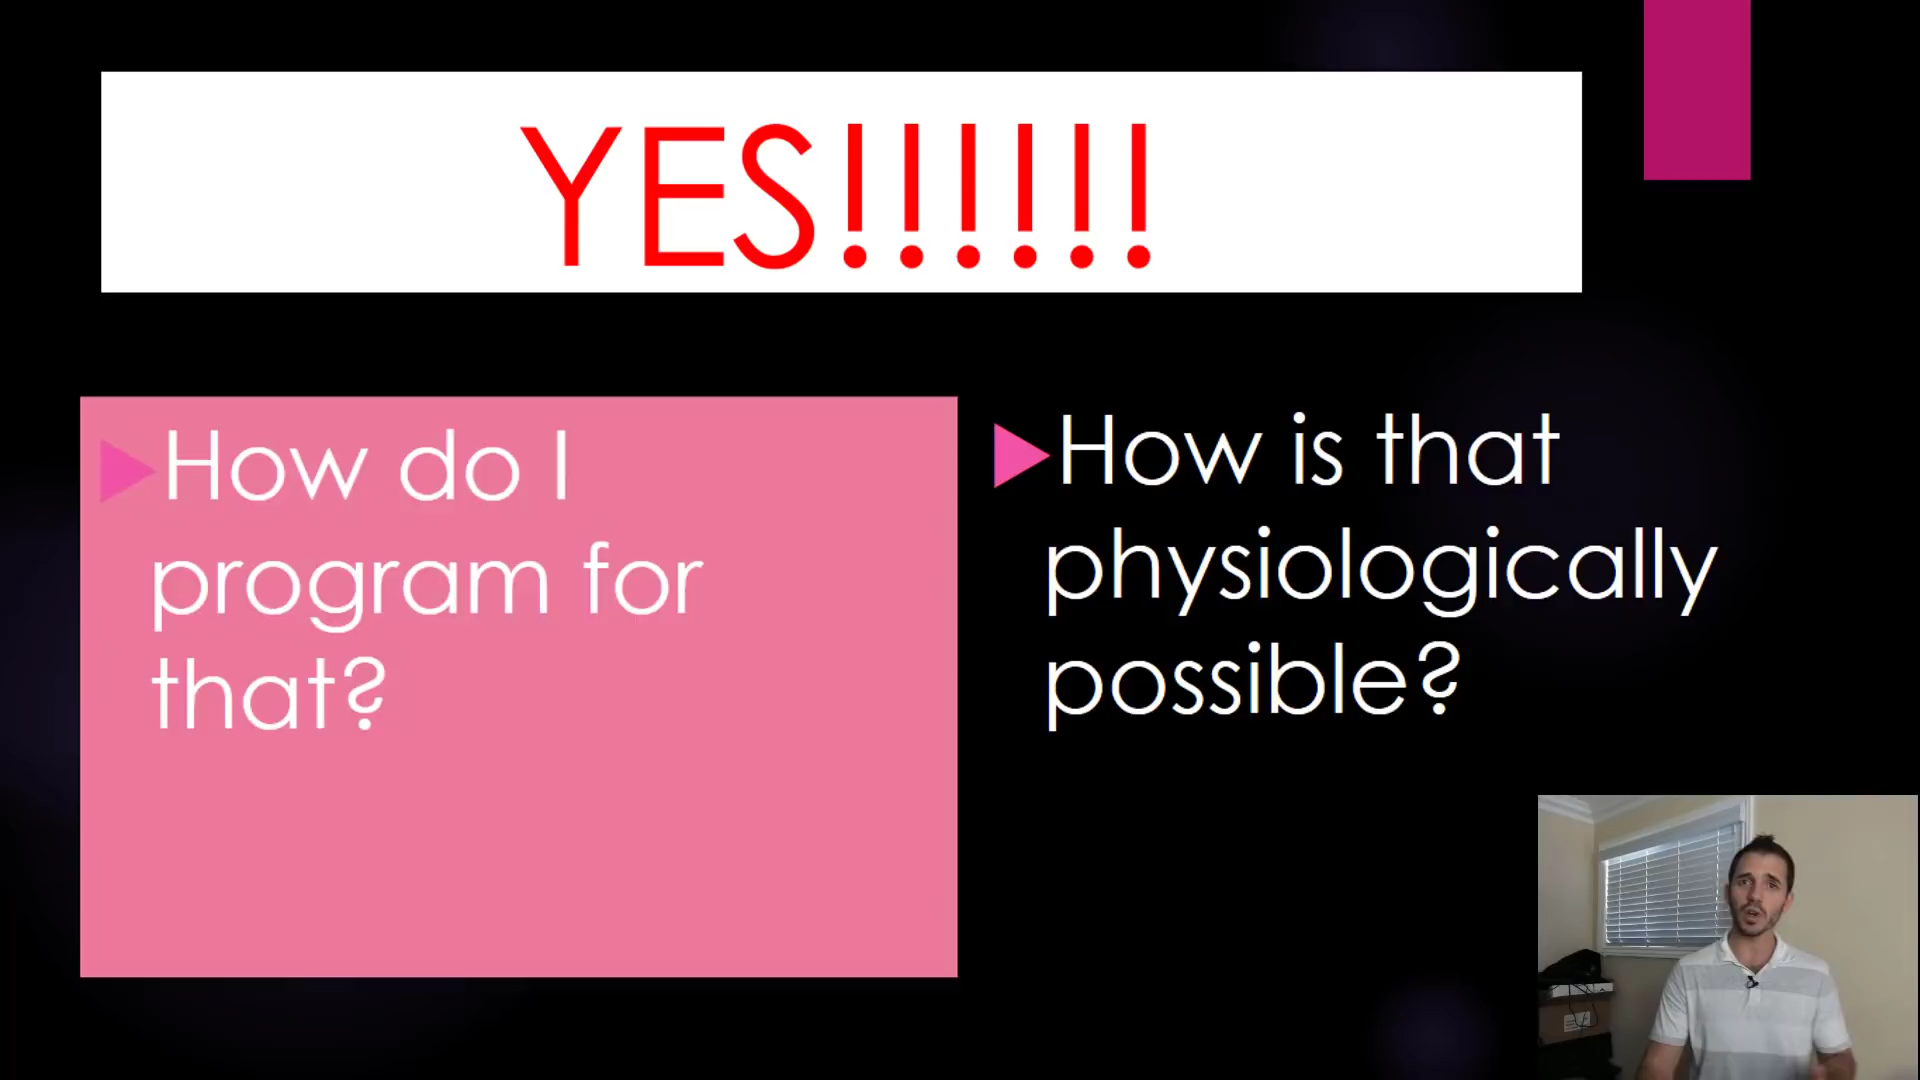 YES!!!!!!
How do I
program for
that?
How is that
physiologically
possible?